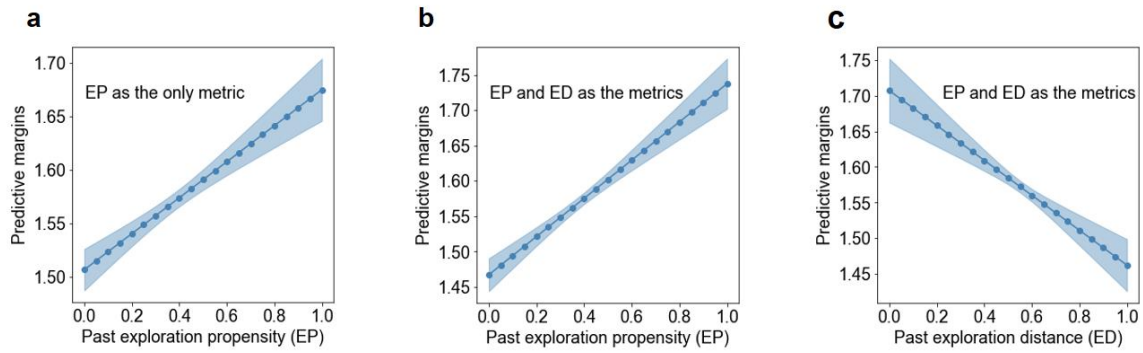 a
b
c
EP as the only metric
EP and ED as the metrics
EP and ED as the metrics
Predictive margins
1.70
1.65
1.60
1.55
1.50
0.0 0.2 0.4 0.6 0.8 1.0
Past exploration propensity (EP)
Predictive margins
1.75
1.70
1.65
1.60
1.55
1.50
1.45
0.0 0.2 0.4 0.6 0.8 1.0
Past exploration propensity (EP)
Predictive margins
1.75
1.70
1.65
1.60
1.55
1.50
1.45
0.0 0.2 0.4 0.6 0.8 1.0
Past exploration distance (ED)